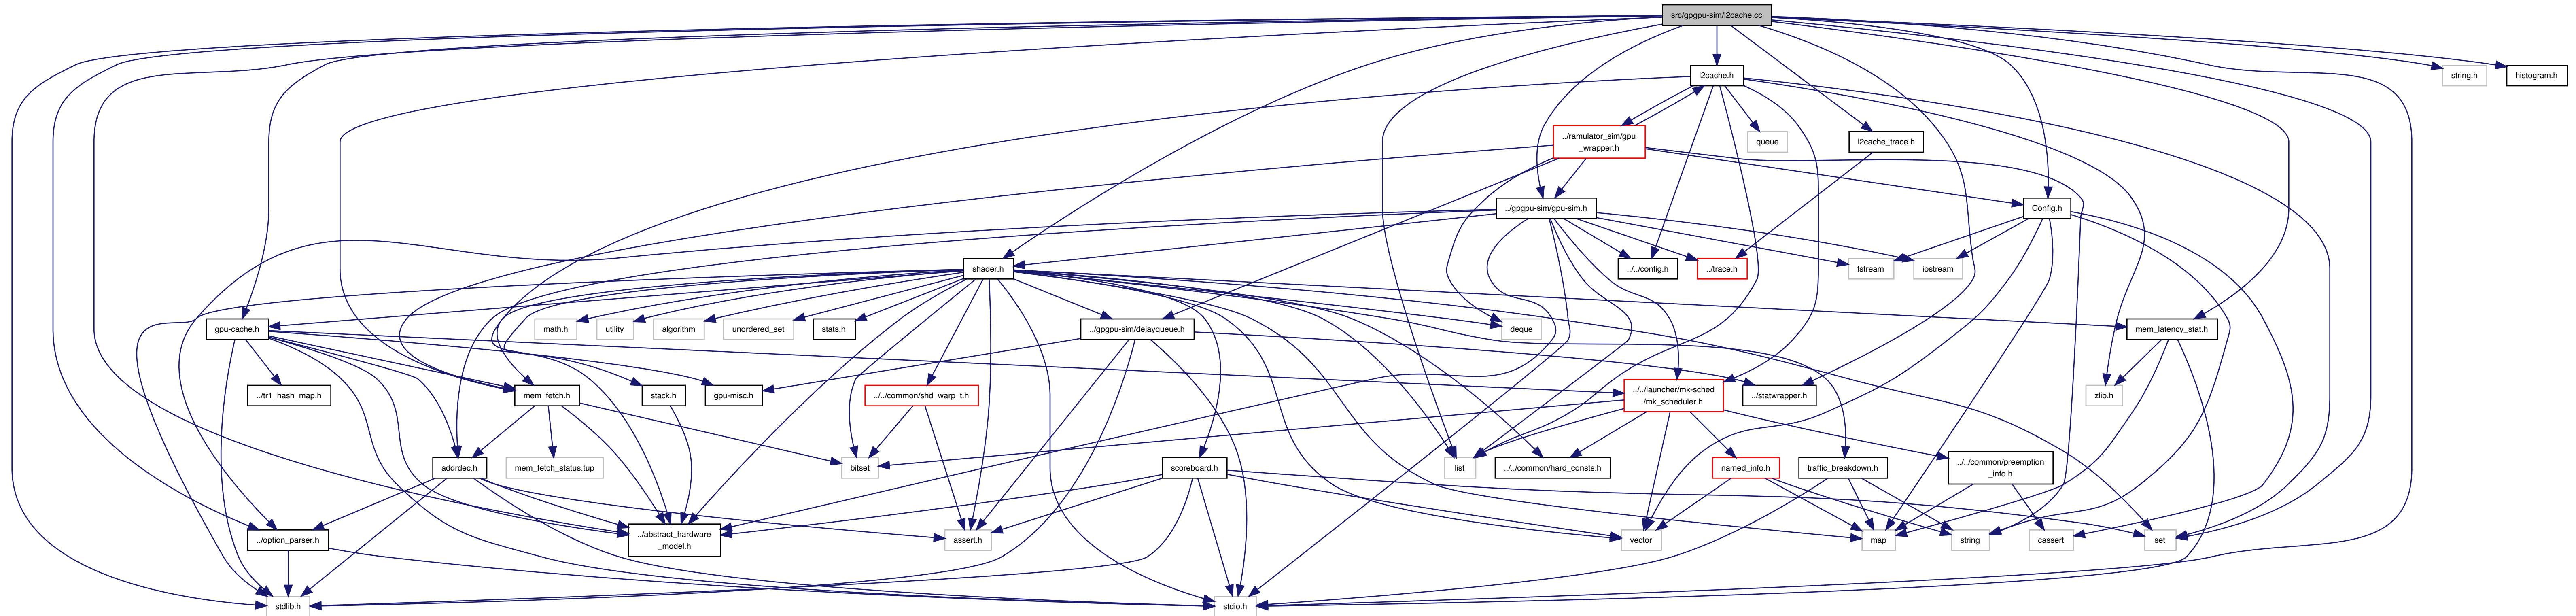 src/gpgpu-sim/l2cache.cc
l2cache.h
string.h
histogram.h
../ramulator_sim/gpu
_wrapper.h
queue
l2cache_trace.h
../gpgpu-sim/gpu-sim.h
Config.h
shader.h
../../config.h
../trace.h
fstream
iostream
gpu-cache.h
math.h
utility
algorithm
unordered_set
stats.h
../gpgpu-sim/delayqueue.h
deque
mem_latency_stat.h
../tr1_hash_map.h
mem_fetch.h
stack.h
gpu-misc.h
../../common/shd_warp_t.h
../../launcher/mk-sched
/mk_scheduler.h
../statwrapper.h
zlib.h
addrdec.h
mem_fetch_status.tup
bitset
scoreboard.h
list
../../common/hard_consts.h
named_info.h
traffic_breakdown.h
../../common/preemption
_info.h
../option_parser.h
../abstract_hardware
_model.h
assert.h
vector
map
string
cassert
set
stdlib.h
stdio.h